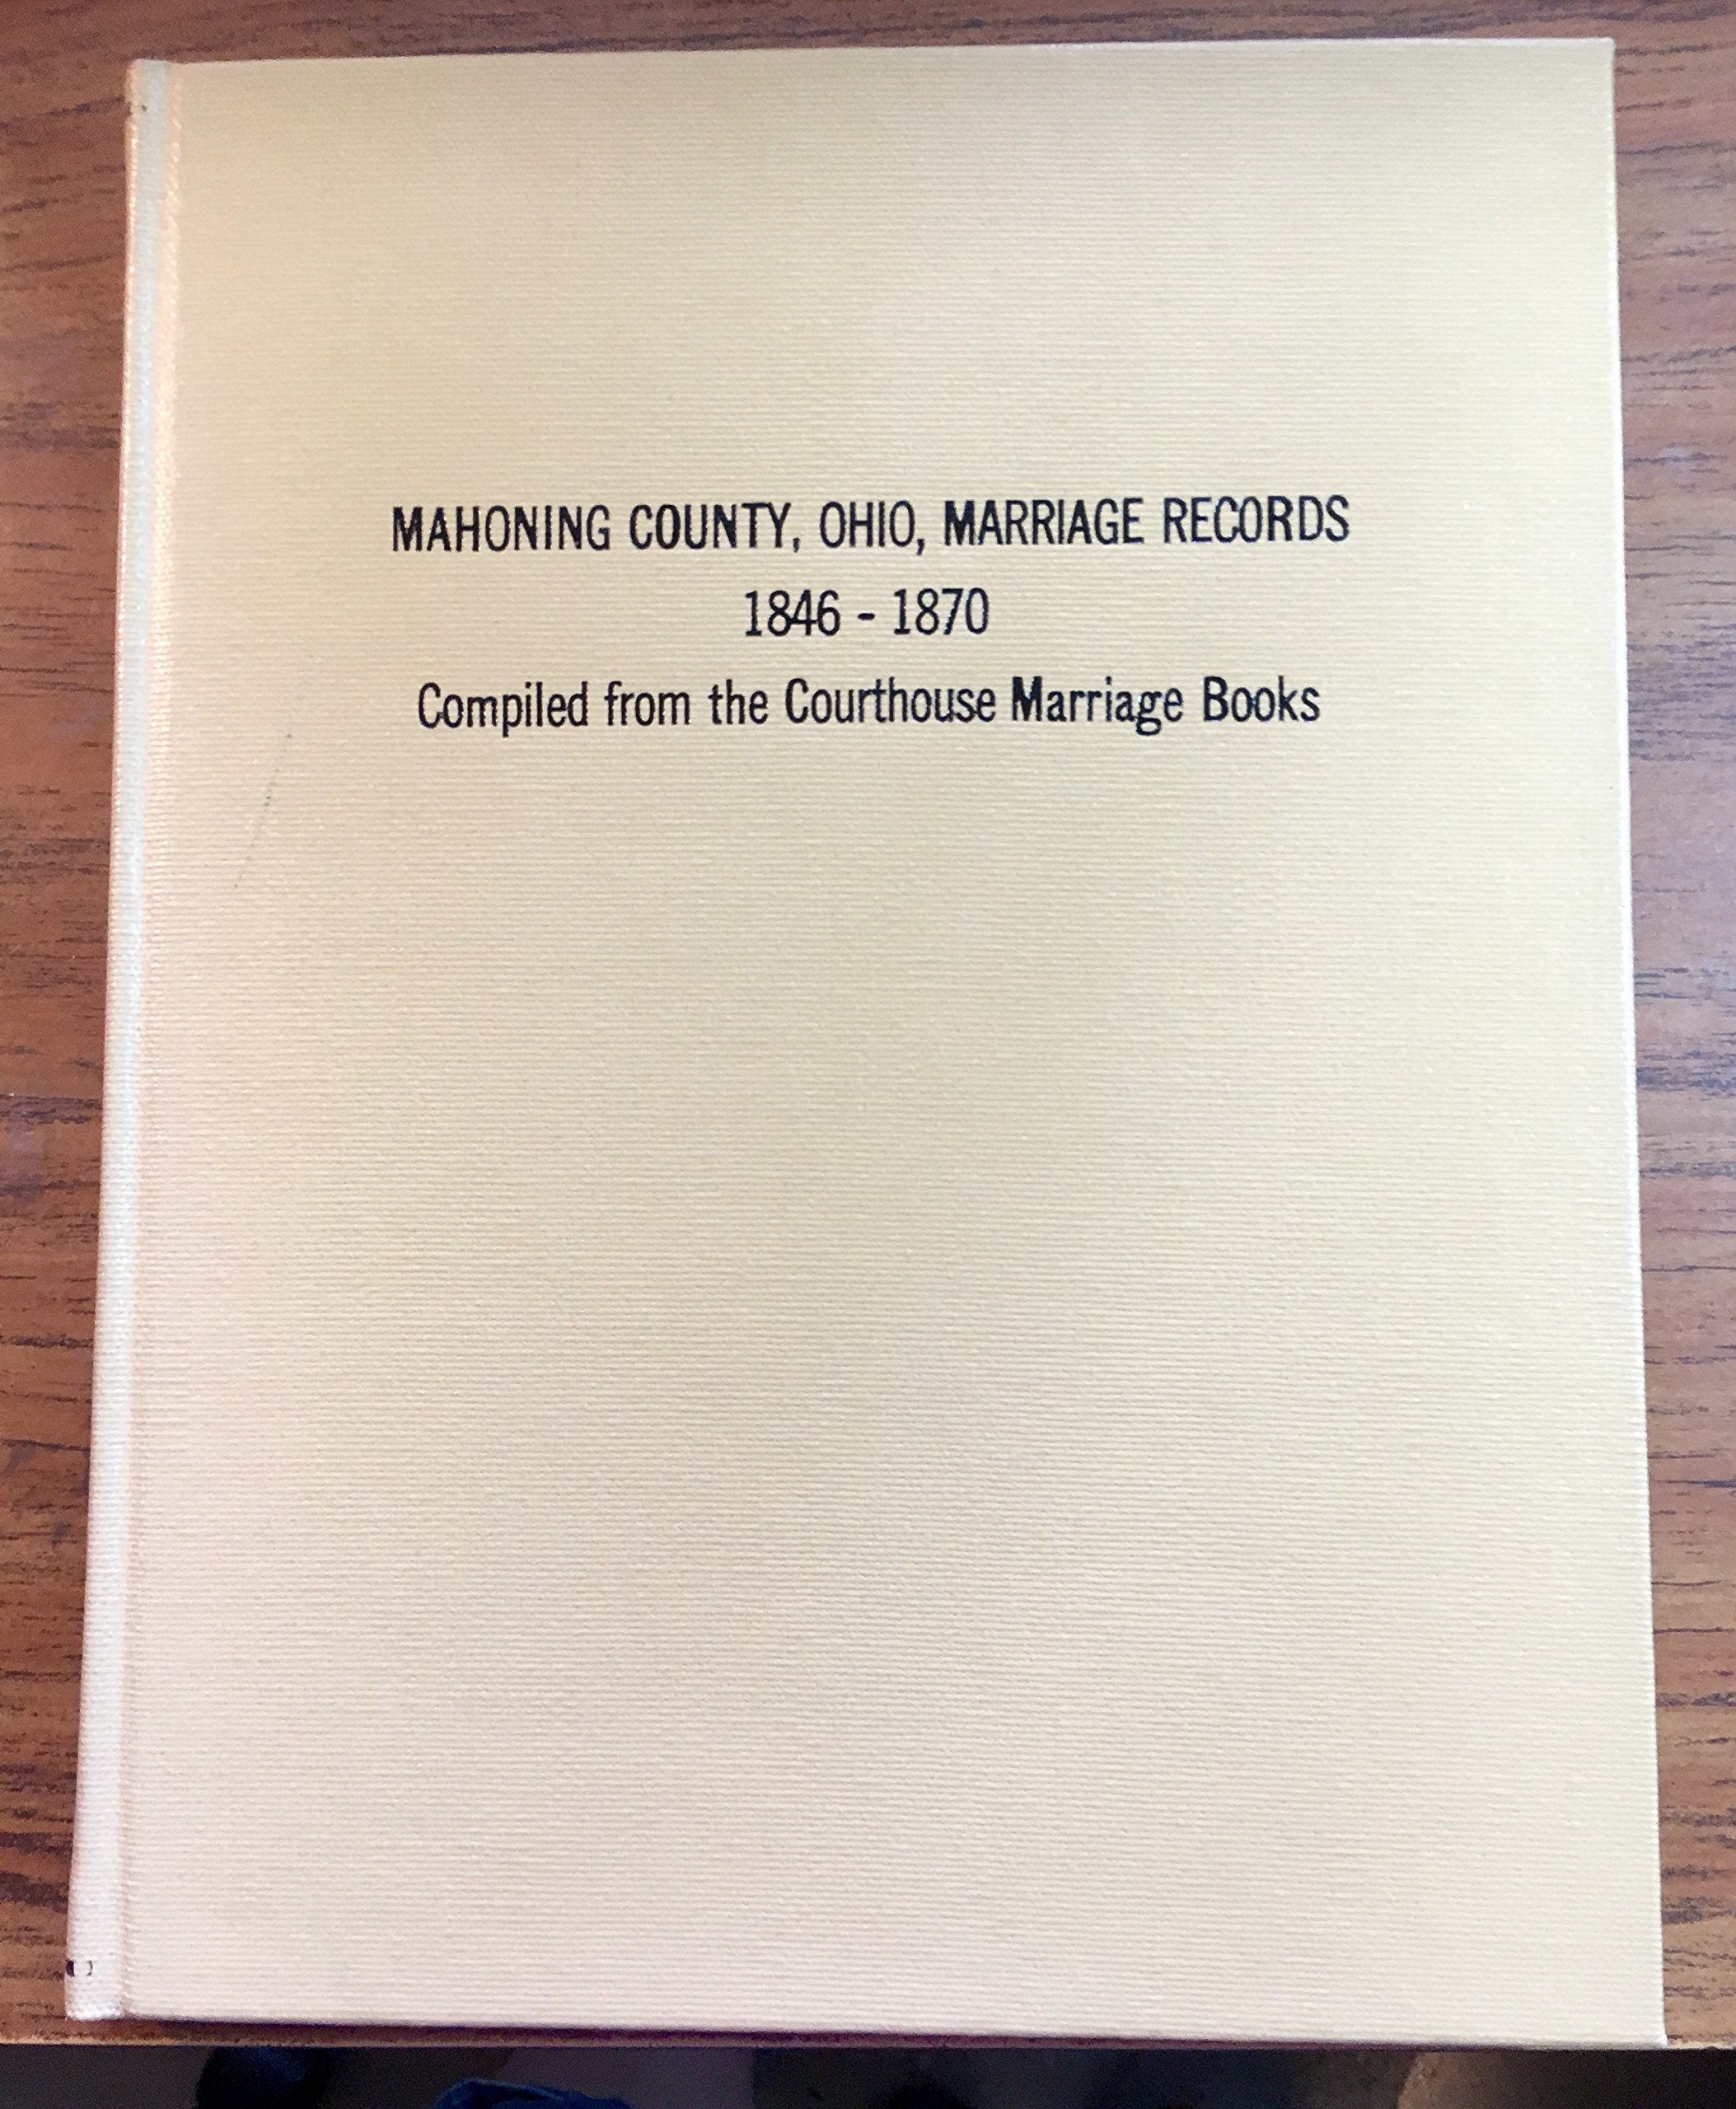 MAHONING COUNTY, OHIO, MARRIAGE RECORDS
1846 - 1870
Compiled from the Courthouse Marriage Books